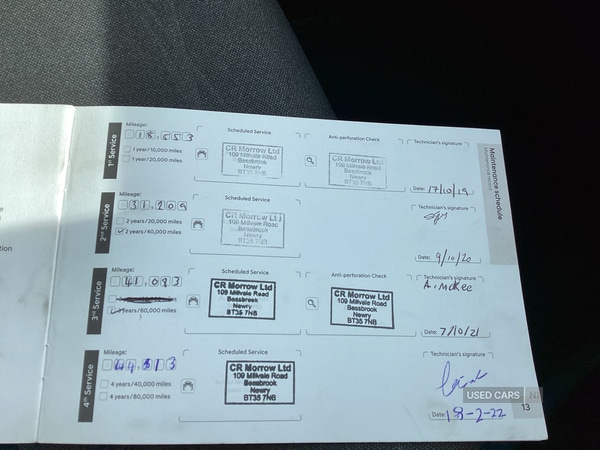 Maintenance schedule
Maintenance record
1st Service
Mileage:
18,553
1 year/10,000 miles
1 year/20,000 miles
Scheduled Service
CR Morrow Ltd
109 Millvale Road
Bessbrook
Newry
BT35 7NB
Anti-perforation Check
CR Morrow Ltd
109 Millvale Road
Bessbrook
Newry
BT35 7NB
Technician's signature
Date: 17/10/19
2nd Service
Mileage:
31,209
2 years/20,000 miles
2 years/40,000 miles
Scheduled Service
CR Morrow Ltd
109 Millvale Road
Bessbrook
Newry
BT35 7NB
Technician's signature
Date: 9/10/20
3rd Service
Mileage:
41,093
3 years/60,000 miles
Scheduled Service
CR Morrow Ltd
109 Millvale Road
Bessbrook
Newry
BT35 7NB
Anti-perforation Check
CR Morrow Ltd
109 Millvale Road
Bessbrook
Newry
BT35 7NB
Technician's signature
A. McKee
Date: 7/10/21
4th Service
Mileage:
44,313
4 years/40,000 miles
4 years/80,000 miles
Scheduled Service
CR Morrow Ltd
109 Millvale Road
Bessbrook
Newry
BT35 7NB
Technician's signature
Date: 18-2-22
USED CARS NI
13